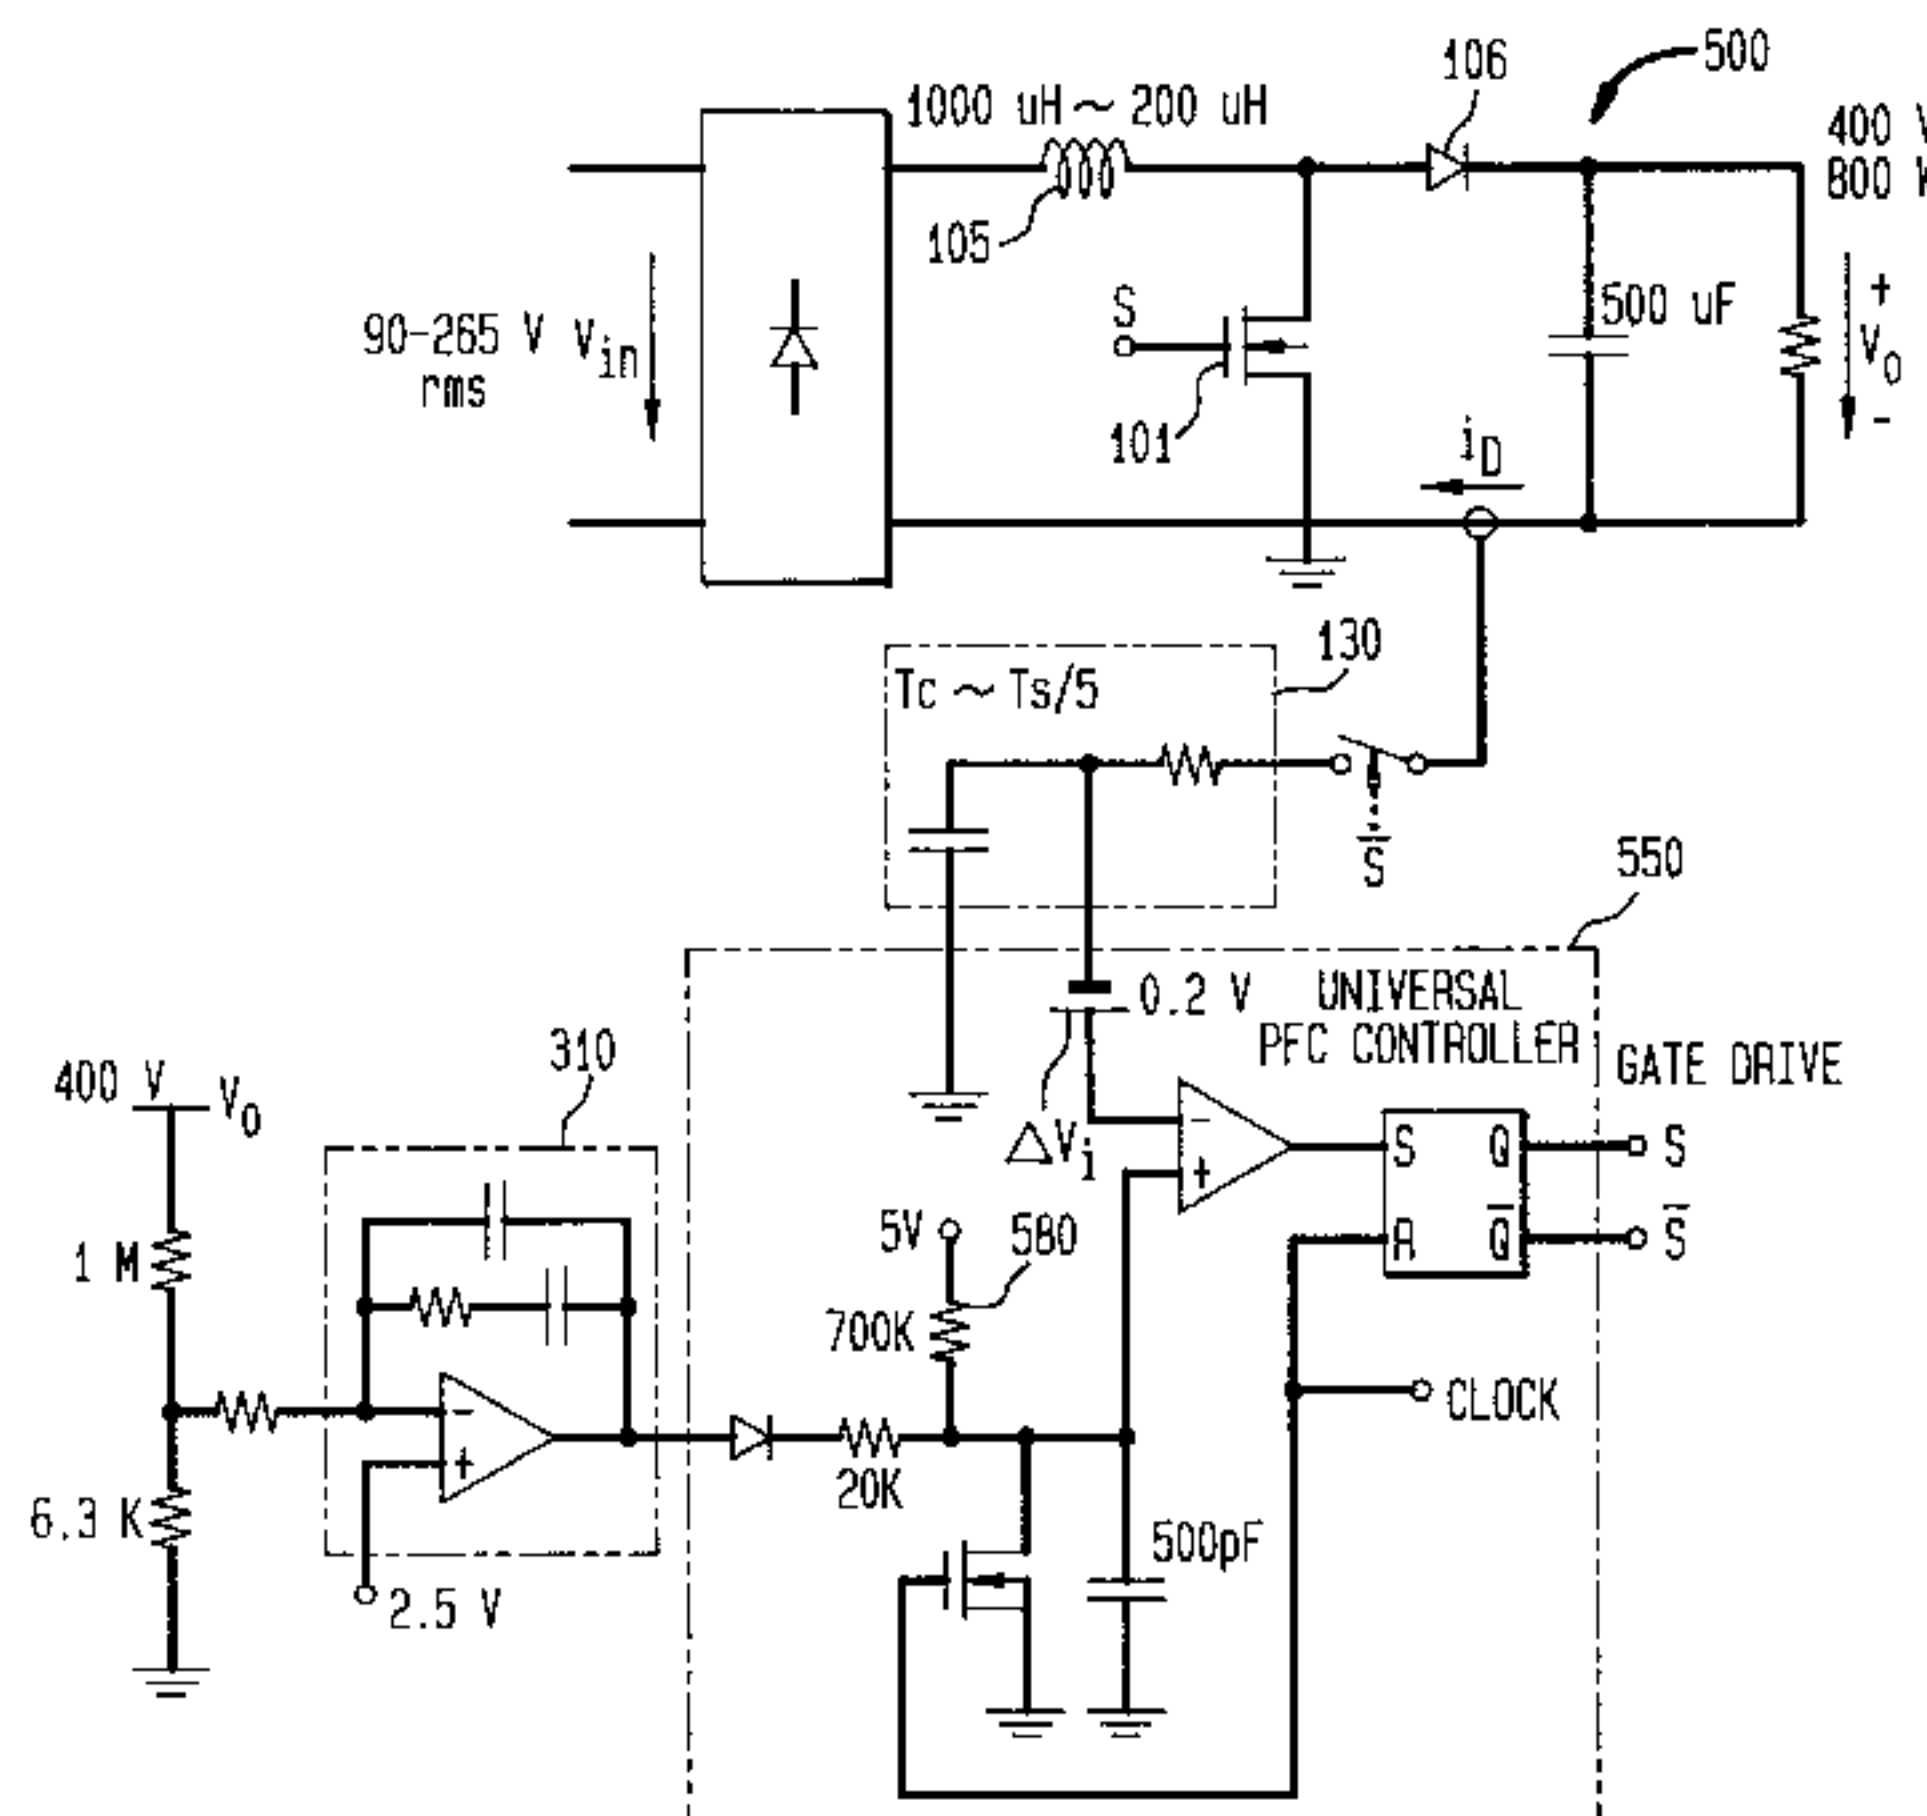 106
500
1000 uH ~ 200 uH
400 V
800
105
S
90-265 V Vin
rms
500 uF
+
Vo
-
101
iD
130
Tc ~ Ts/5
S̅
550
0.2 V
UNIVERSAL
PFC CONTROLLER
GATE DRIVE
310
400 V
Vo
△Vi
-
+
S Q
R Q̅
S
S̅
5V
580
1 M
700K
CLOCK
-
+
20K
6.3 K
2.5 V
500pF